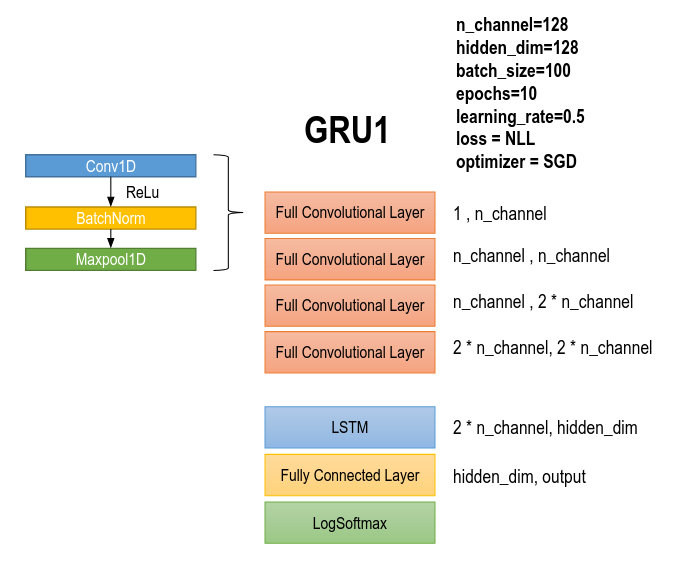 n_channel=128
hidden_dim=128
batch_size=100
epochs=10
learning_rate=0.5
loss = NLL
optimizer = SGD
GRU1
Conv1D
ReLu
BatchNorm
Maxpool1D
Full Convolutional Layer
1 , n_channel
Full Convolutional Layer
n_channel , n_channel
Full Convolutional Layer
n_channel , 2 * n_channel
Full Convolutional Layer
2 * n_channel, 2 * n_channel
LSTM
2 * n_channel, hidden_dim
Fully Connected Layer
hidden_dim, output
LogSoftmax